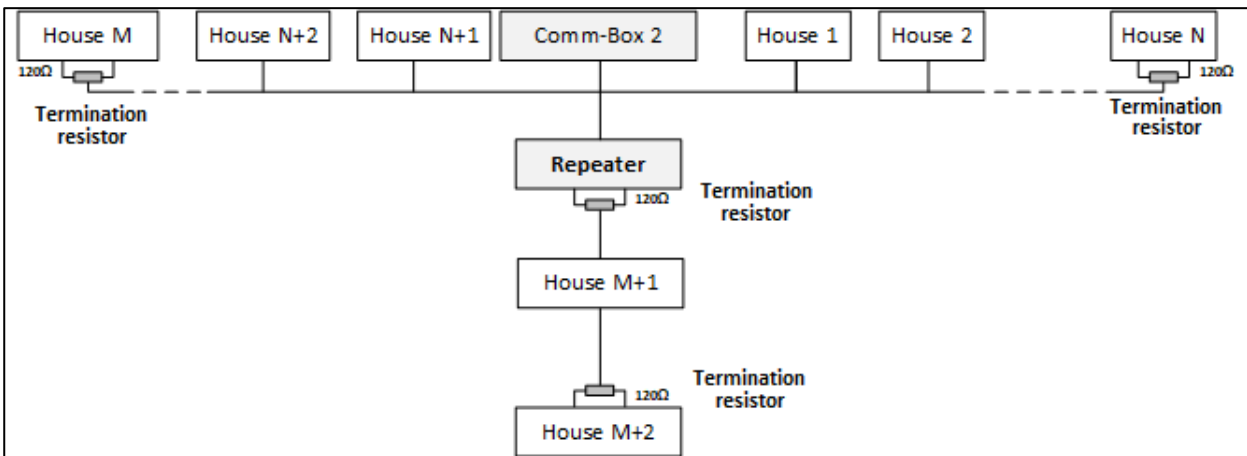 House M
House N+2
House N+1
Comm-Box 2
House 1
House 2
House N
120Ω
120Ω
Termination
resistor
Termination
resistor
Repeater
120Ω
Termination
resistor
House M+1
Termination
resistor
120Ω
House M+2